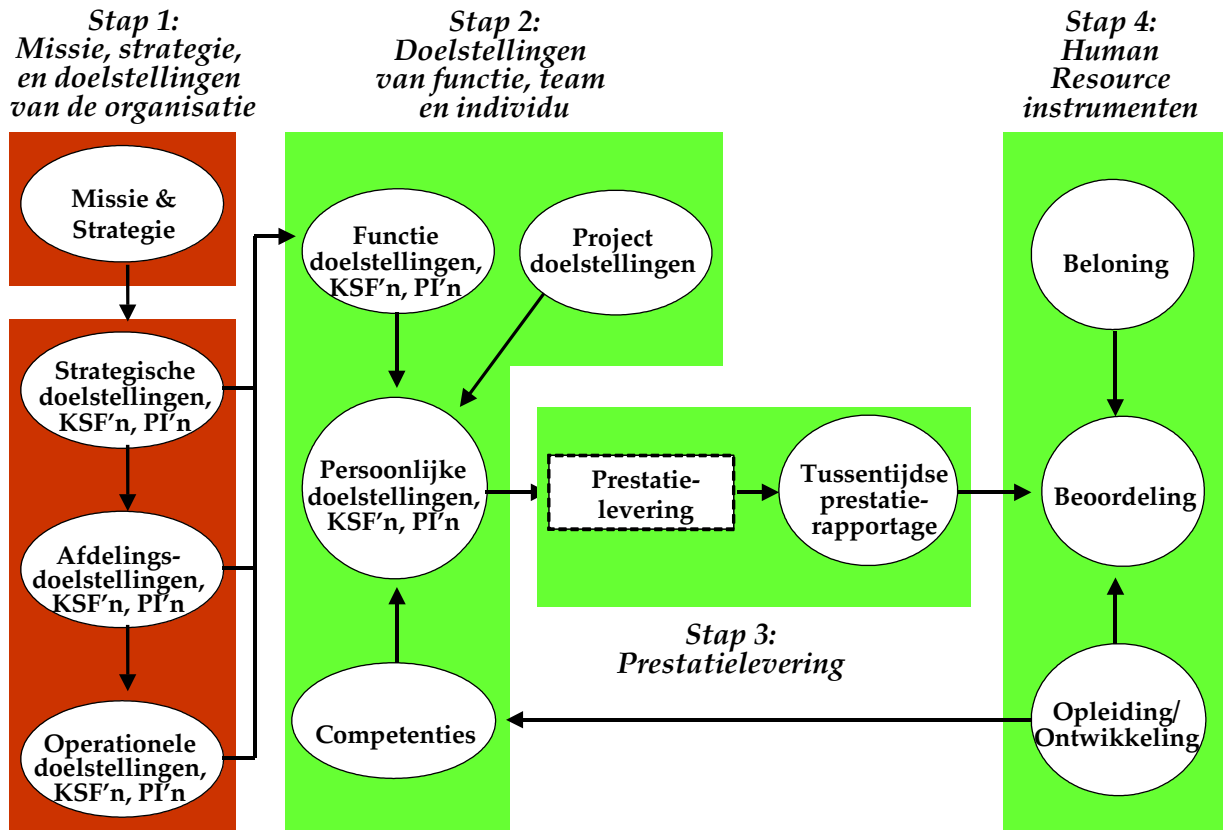 Stap 1:
Missie, strategie,
en doelstellingen
van de organisatie
Missie &
Strategie
Strategische
doelstellingen,
KSF'n, PI'n
Afdelings-
doelstellingen,
KSF'n, PI'n
Operationele
doelstellingen,
KSF'n, PI'n
Stap 2:
Doelstellingen
van functie, team
en individu
Functie
doelstellingen,
KSF'n, PI'n
Project
doelstellingen
Persoonlijke
doelstellingen,
KSF'n, PI'n
Competenties
Prestatie-
levering
Tussentijdse
prestatie-
rapportage
Stap 3:
Prestatielevering
Stap 4:
Human
Resource
instrumenten
Beloning
Beoordeling
Opleiding/
Ontwikkeling